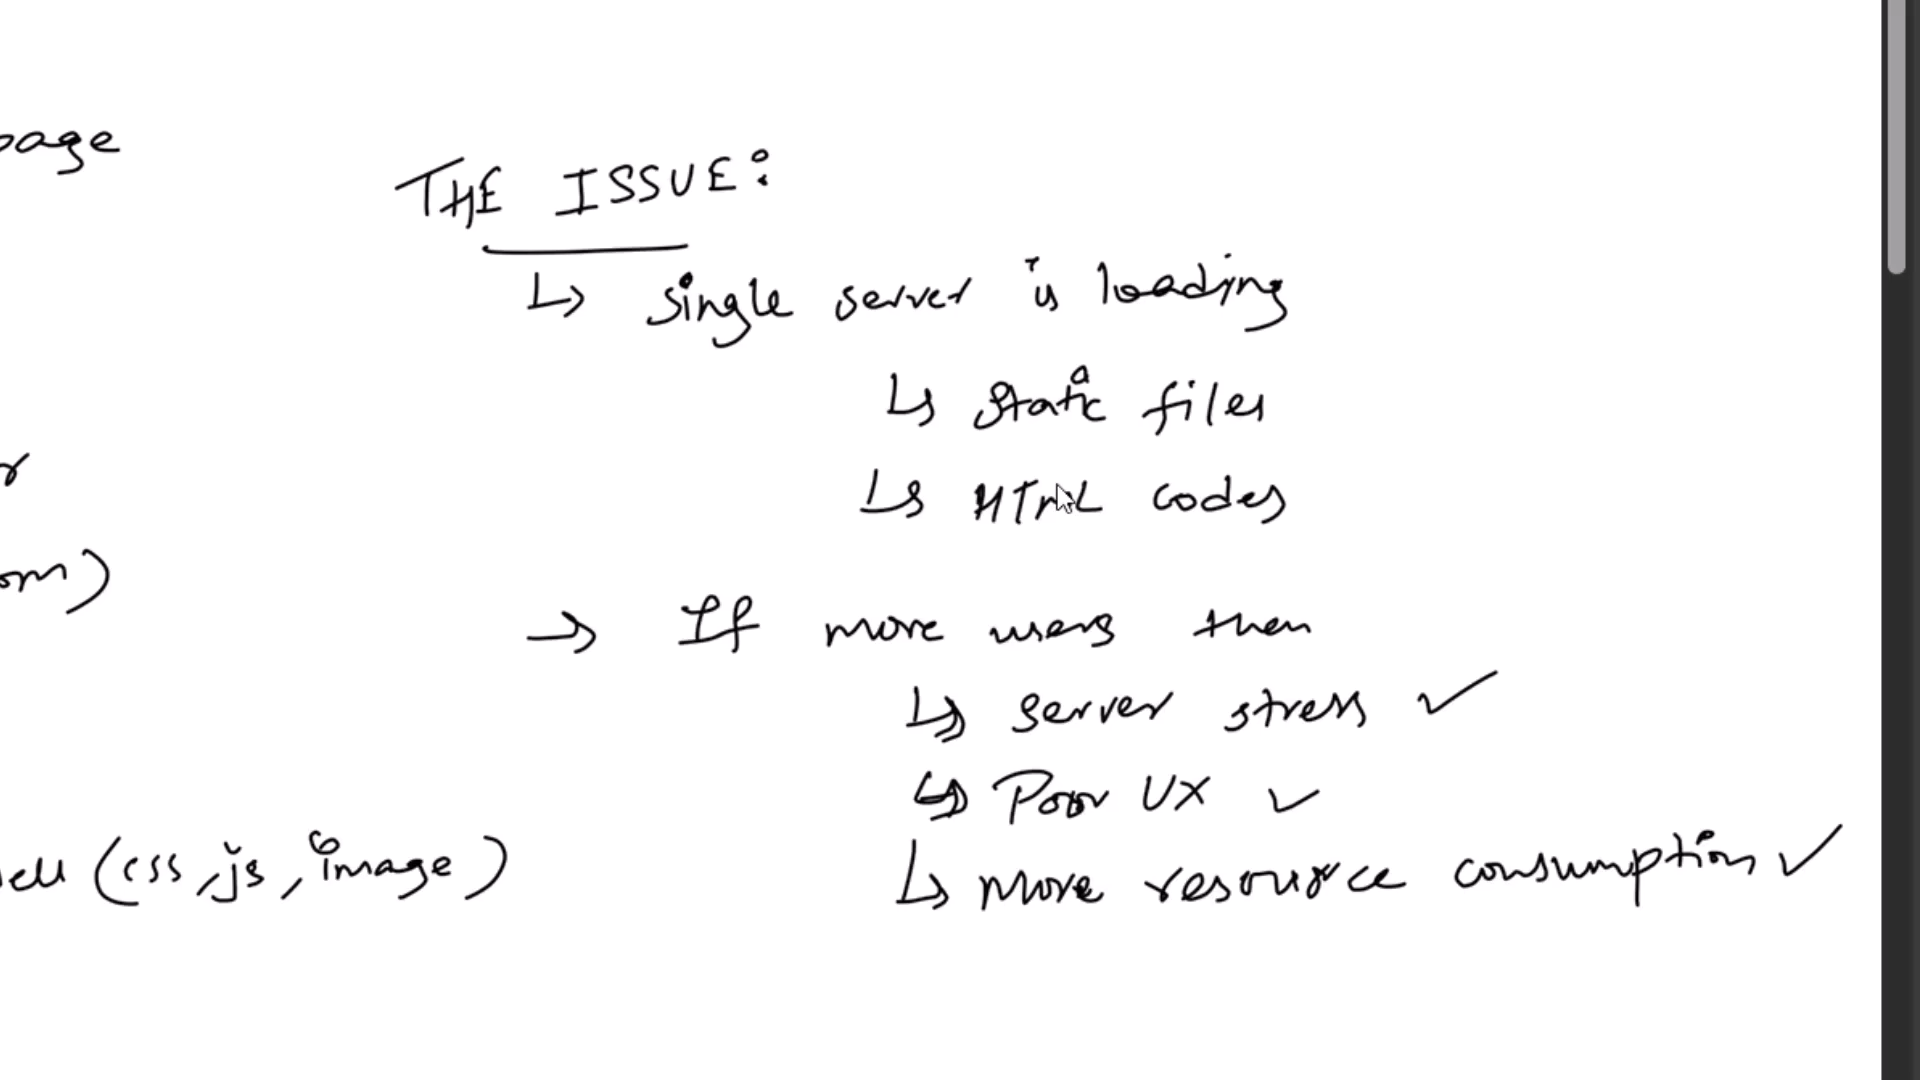 page
THE ISSUE:
↳ single server is loading
↳ static files
↳ HTML codes
om)
→ If more users then
↳ server stress ✓
↳ Poor UX ✓
(css, js, image)
↳ more resource consumption ✓